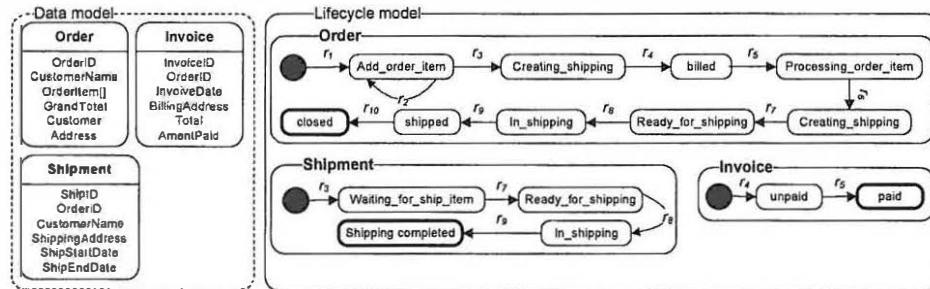 Data model
Order
OrderID
CustomerName
OrderItem[]
GrandTotel
Customer
Address
Invoice
InvoiceID
OrderID
InvoiveDate
BillingAddress
Total
AmentPaid
Shipment
ShipID
OrderID
CustomerName
ShippingAddress
ShipStartDate
ShipEndDate
Lifecycle model
Order
r1
Add_order_item
r2
r3
Creating_shipping
r4
billed
r5
Processing_order_item
r6
Creating_shipping
r7
Ready_for_shipping
r8
In_shipping
r9
shipped
r10
closed
Shipment
r3
Waiting_for_ship_item
r7
Ready_for_shipping
r8
In_shipping
r9
Shipping completed
Invoice
r4
unpaid
r5
paid